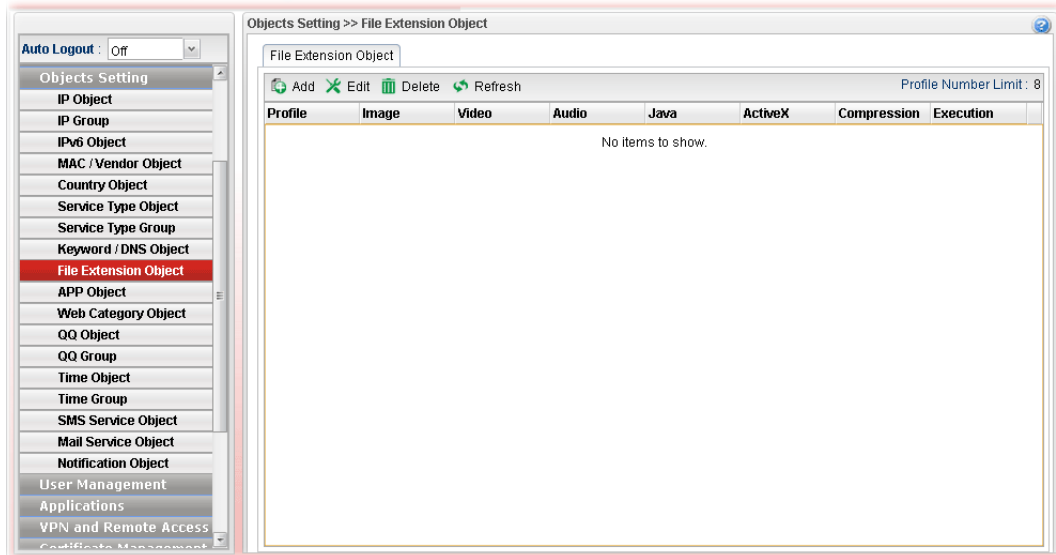 Objects Setting >> File Extension Object
Auto Logout : Off
Objects Setting
IP Object
IP Group
IPv6 Object
MAC / Vendor Object
Country Object
Service Type Object
Service Type Group
Keyword / DNS Object
File Extension Object
APP Object
Web Category Object
QQ Object
QQ Group
Time Object
Time Group
SMS Service Object
Mail Service Object
Notification Object
User Management
Applications
VPN and Remote Access
Certificate Management
File Extension Object
Add Edit Delete Refresh Profile Number Limit : 8
Profile Image Video Audio Java ActiveX Compression Execution
No items to show.